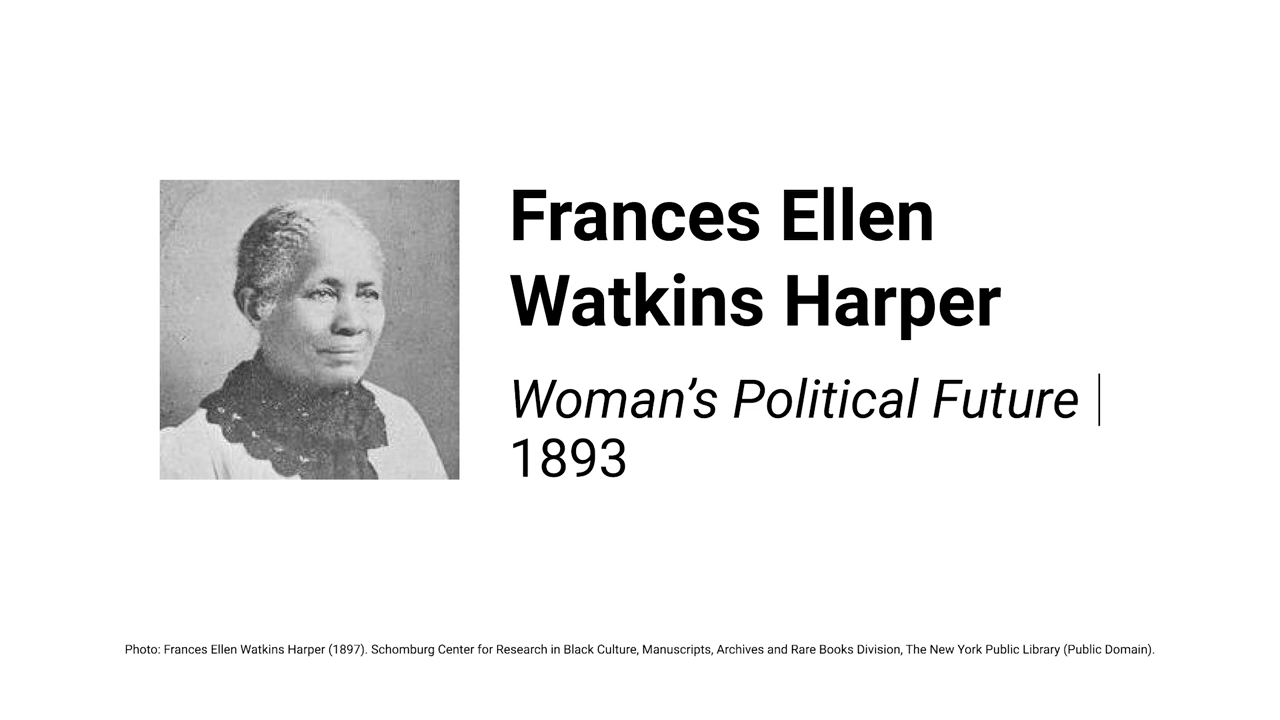 Frances Ellen
Watkins Harper
Woman’s Political Future |
1893
Photo: Frances Ellen Watkins Harper (1897). Schomburg Center for Research in Black Culture, Manuscripts, Archives and Rare Books Division, The New York Public Library (Public Domain).